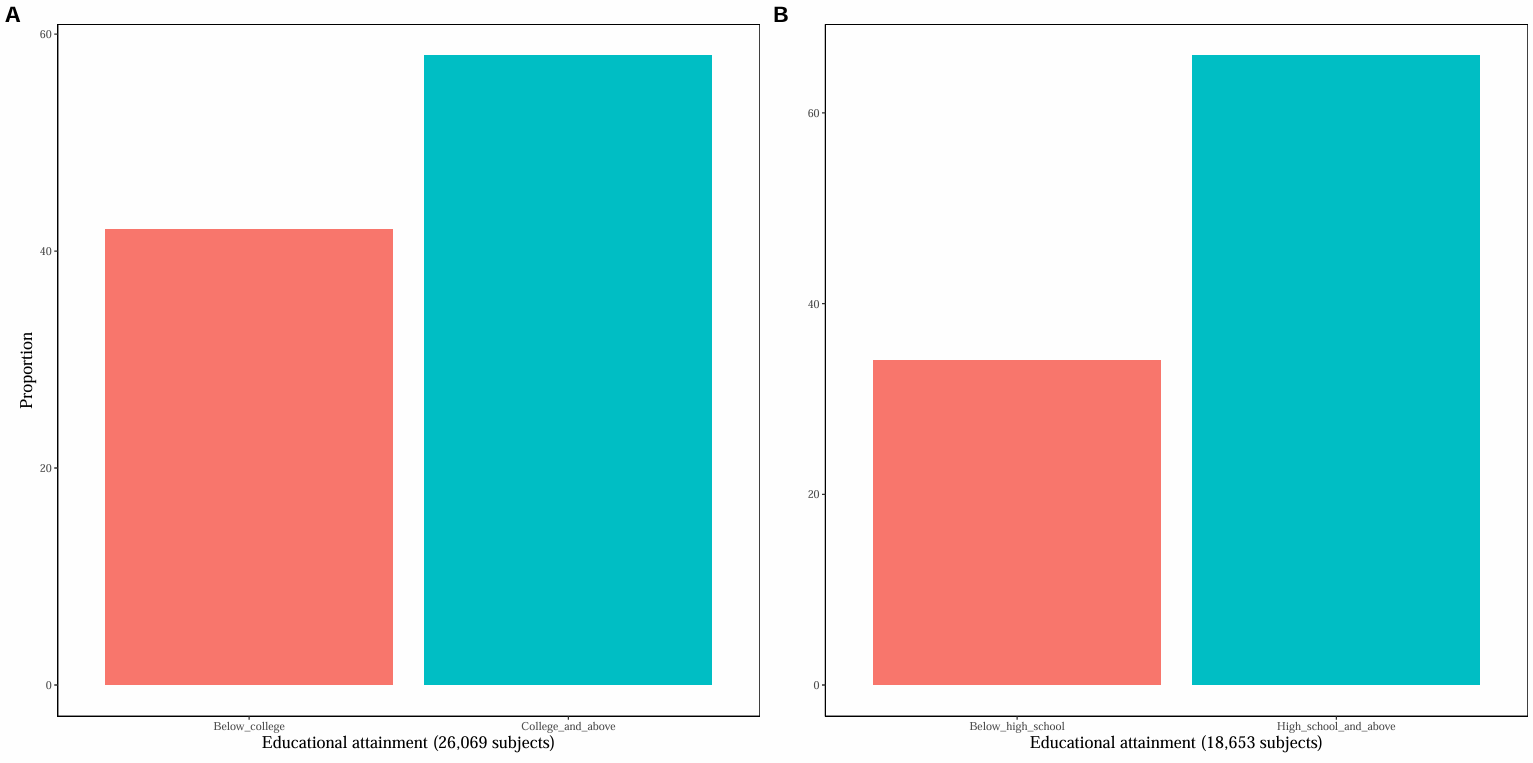 A
60
40
20
0
Proportion
Below_college
College_and_above
Educational attainment (26,069 subjects)
B
60
40
20
0
Below_high_school
High_school_and_above
Educational attainment (18,653 subjects)